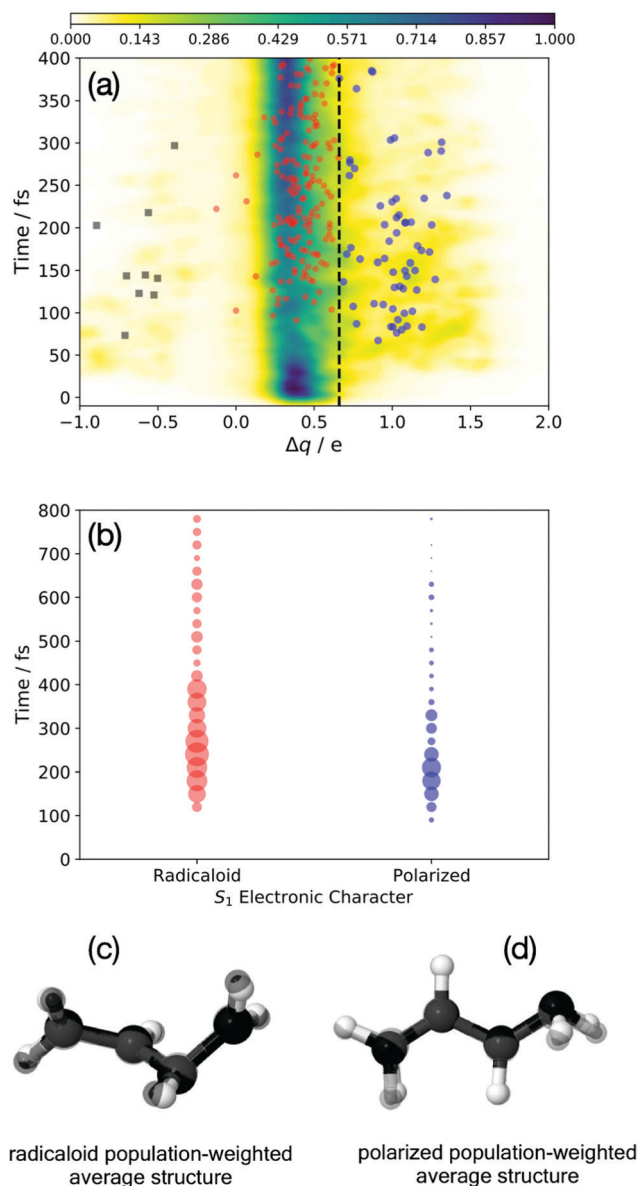 0.000 0.143 0.286 0.429 0.571 0.714 0.857 1.000
(a)
400
350
300
250
200
150
100
50
0
Time / fs
−1.0 −0.5 0.0 0.5 1.0 1.5 2.0
Δq / e
(b)
800
700
600
500
400
300
200
100
0
Time / fs
Radicaloid Polarized
S₁ Electronic Character
(c) (d)
radicaloid population-weighted polarized population-weighted
average structure average structure